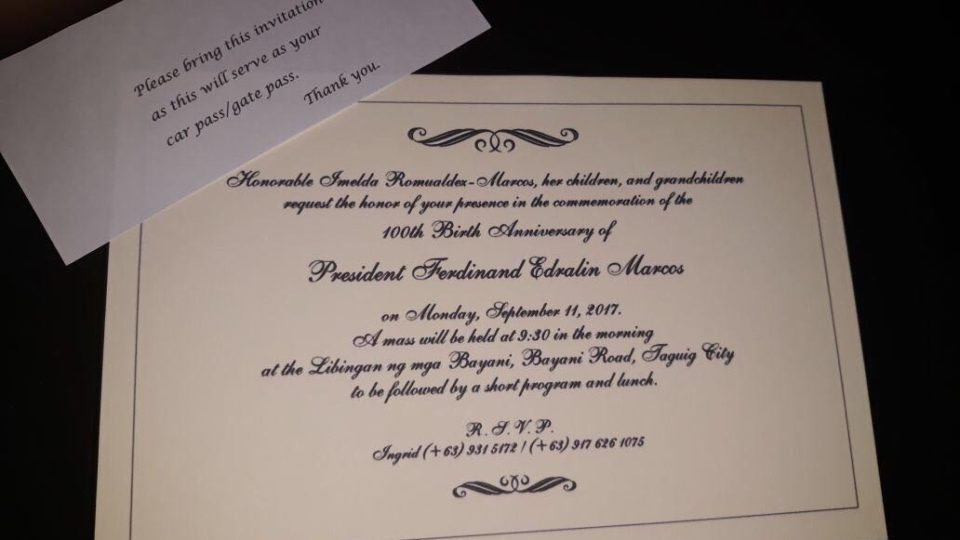 Please bring this invitation
as this will serve as your
car pass/gate pass.
Thank you.
Honorable Imelda Romualdez-Marcos, her children, and grandchildren
request the honor of your presence in the commemoration of the
100th Birth Anniversary of
President Ferdinand Edralin Marcos
on Monday, September 11, 2017.
A mass will be held at 9:30 in the morning
at the Libingan ng mga Bayani, Bayani Road, Taguig City
to be followed by a short program and lunch.
R.S.V.P.
Ingrid (+63) 931 5172 / (+63) 917 626 1075